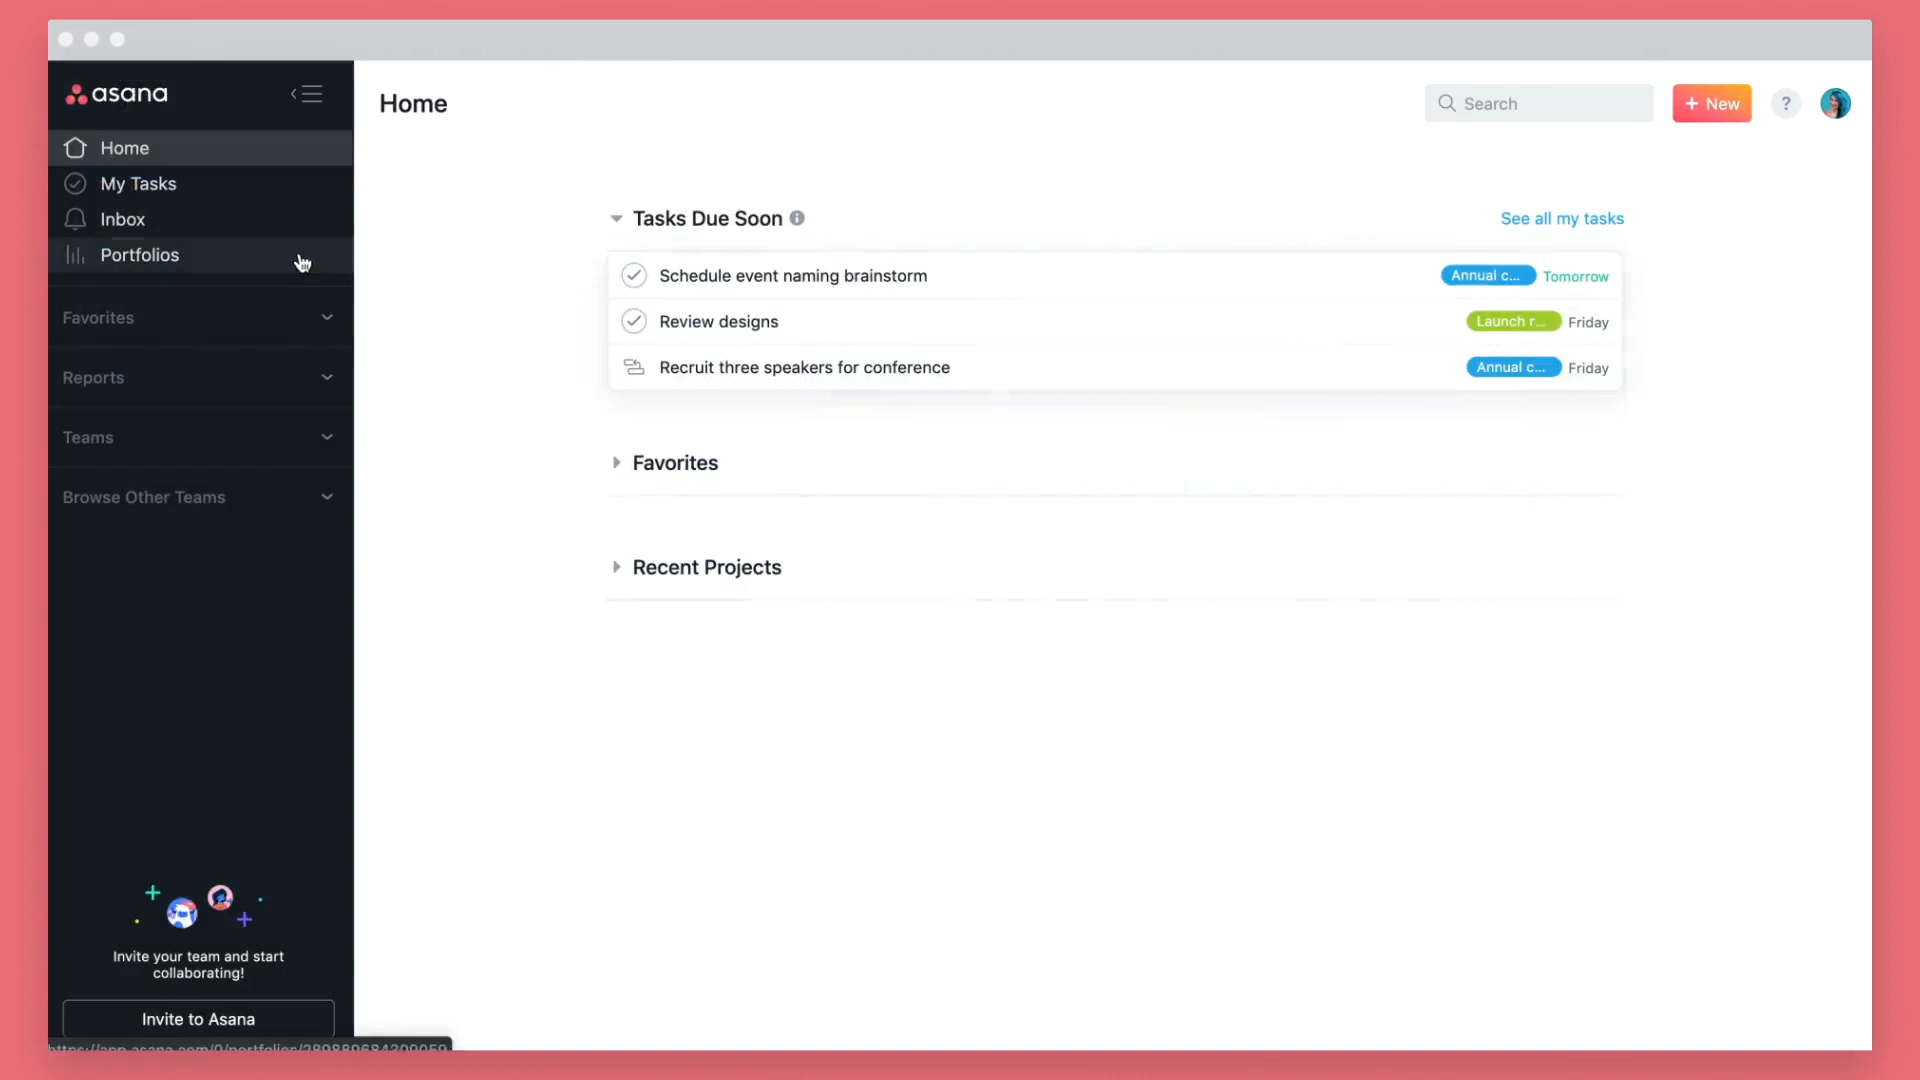 asana
Home
Search
+ New
?
Home
My Tasks
Inbox
Portfolios
Favorites
Reports
Teams
Browse Other Teams
Tasks Due Soon
See all my tasks
Schedule event naming brainstorm
Annual c...
Tomorrow
Review designs
Launch r...
Friday
Recruit three speakers for conference
Annual c...
Friday
Favorites
Recent Projects
Invite your team and start
collaborating!
Invite to Asana